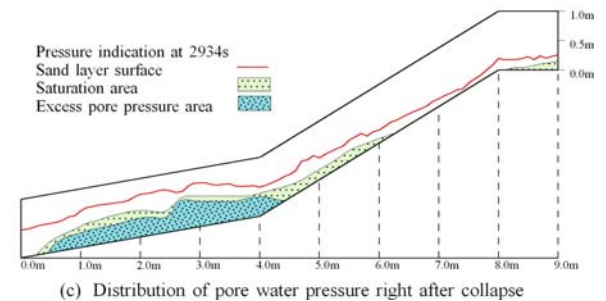 1.0m
Pressure indication at 2934s
0.5m
Sand layer surface
0.0m
Saturation area
Excess pore pressure area
0.0m 1.0m 2.0m 3.0m 4.0m 5.0m 6.0m 7.0m 8.0m 9.0m
(c) Distribution of pore water pressure right after collapse